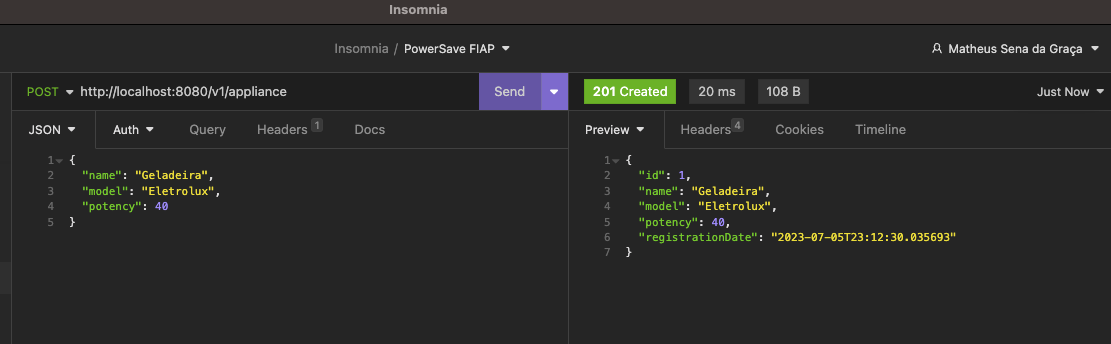 Insomnia
Insomnia / PowerSave FIAP
Matheus Sena da Graça
POST http://localhost:8080/v1/appliance Send
201 Created 20 ms 108 B Just Now
JSON Auth Query Headers 1 Docs
Preview Headers 4 Cookies Timeline
1 {
2 "name": "Geladeira",
3 "model": "Eletrolux",
4 "potency": 40
5 }
1 {
2 "id": 1,
3 "name": "Geladeira",
4 "model": "Eletrolux",
5 "potency": 40,
6 "registrationDate": "2023-07-05T23:12:30.035693"
7 }